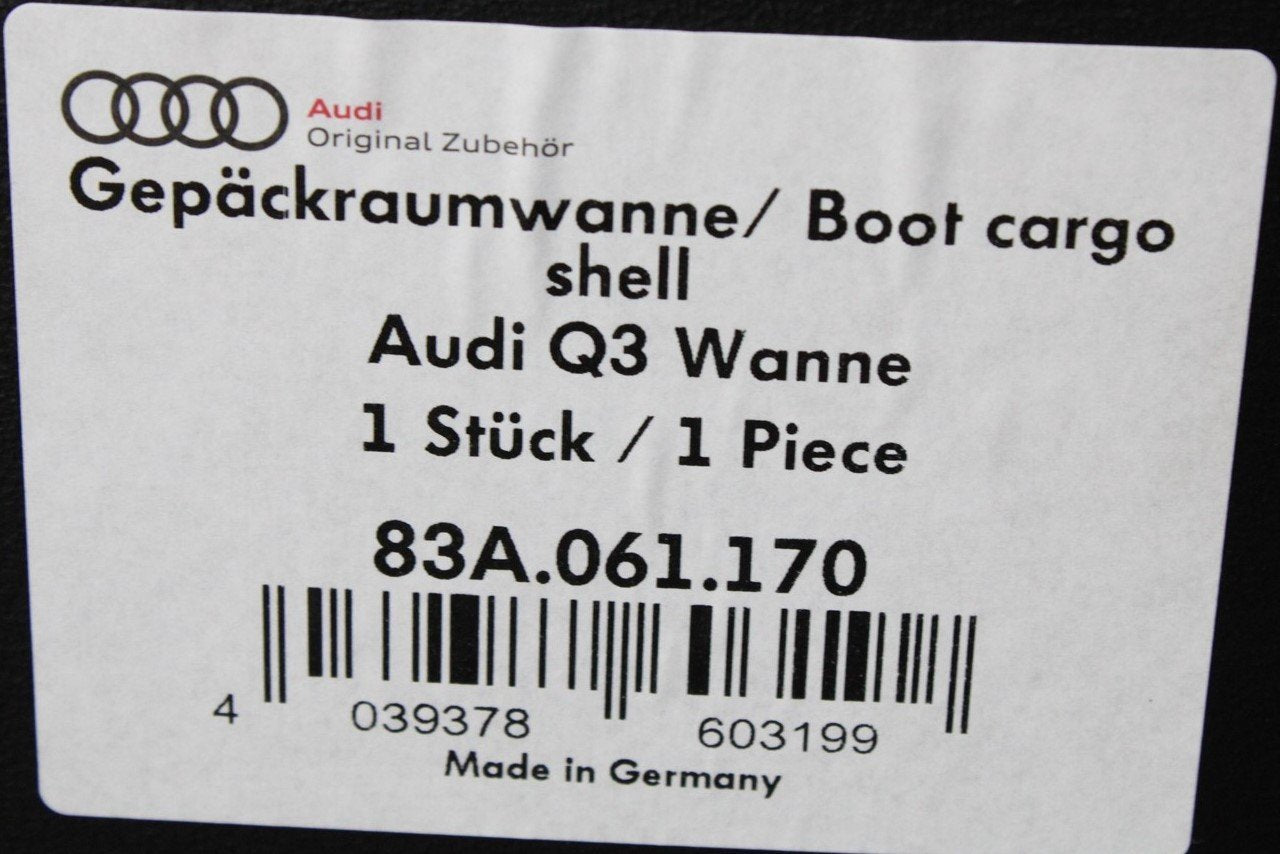 Audi
Original Zubehör
Gepäckraumwanne/ Boot cargo
shell
Audi Q3 Wanne
1 Stück / 1 Piece
83A.061.170
4 039378 603199
Made in Germany